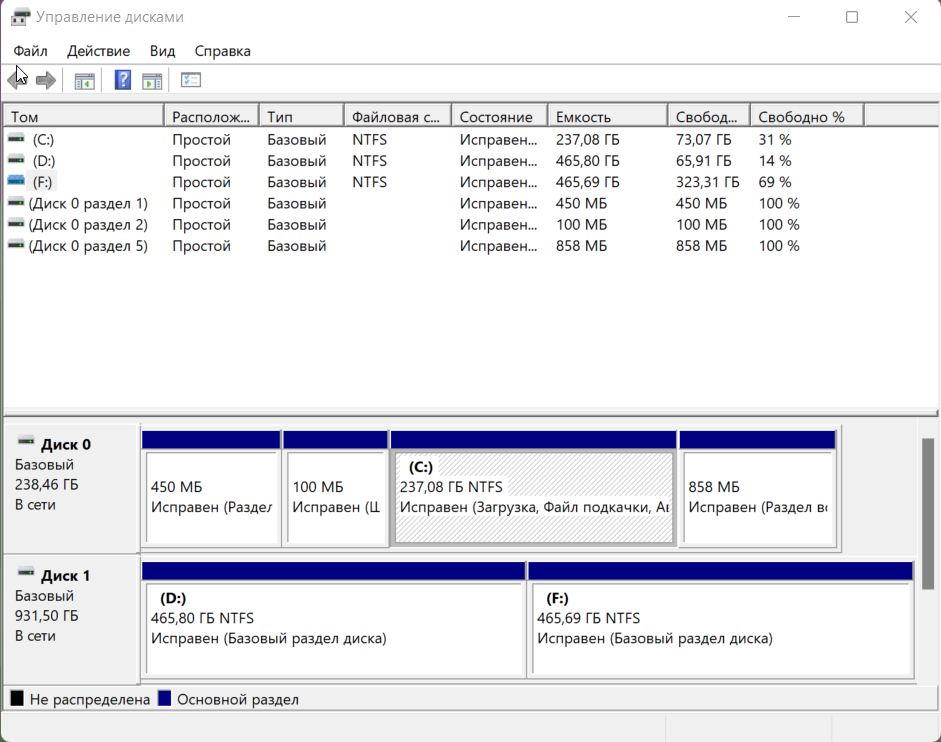 Управление дисками
Файл Действие Вид Справка
Том Располож... Тип Файловая с... Состояние Емкость Свобод... Свободно %
(C:) Простой Базовый NTFS Исправен... 237,08 ГБ 73,07 ГБ 31 %
(D:) Простой Базовый NTFS Исправен... 465,80 ГБ 65,91 ГБ 14 %
(F:) Простой Базовый NTFS Исправен... 465,69 ГБ 323,31 ГБ 69 %
(Диск 0 раздел 1) Простой Базовый Исправен... 450 МБ 450 МБ 100 %
(Диск 0 раздел 2) Простой Базовый Исправен... 100 МБ 100 МБ 100 %
(Диск 0 раздел 5) Простой Базовый Исправен... 858 МБ 858 МБ 100 %
Диск 0
Базовый
238,46 ГБ
В сети
450 МБ
Исправен (Раздел
100 МБ
Исправен (Ш
(C:)
237,08 ГБ NTFS
Исправен (Загрузка, Файл подкачки, Ав
858 МБ
Исправен (Раздел вс
Диск 1
Базовый
931,50 ГБ
В сети
(D:)
465,80 ГБ NTFS
Исправен (Базовый раздел диска)
(F:)
465,69 ГБ NTFS
Исправен (Базовый раздел диска)
Не распределена Основной раздел